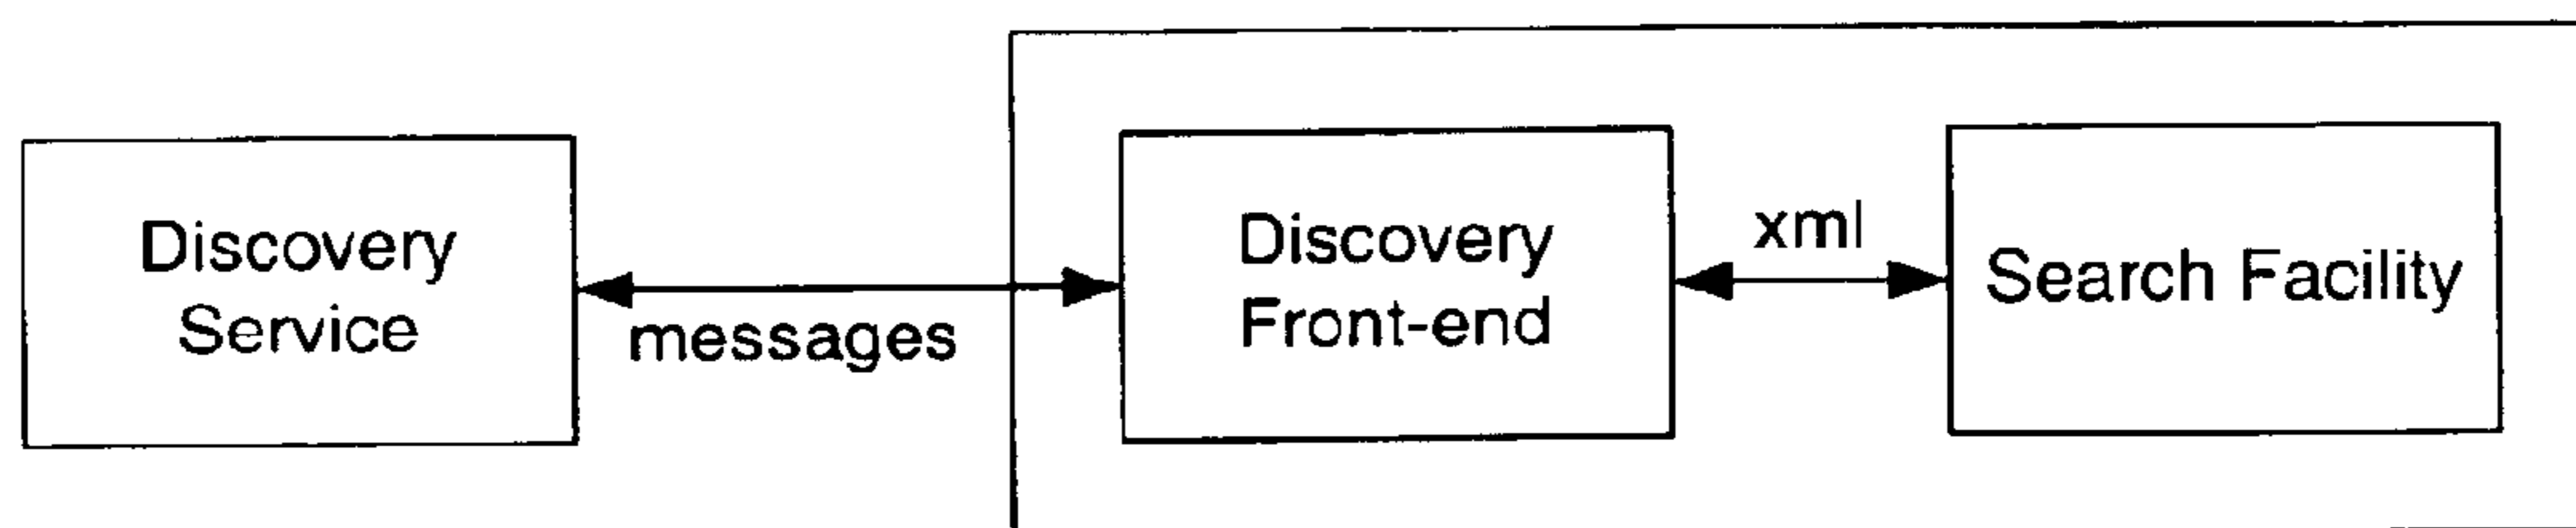 Discovery
Service
messages
Discovery
Front-end
xml
Search Facility